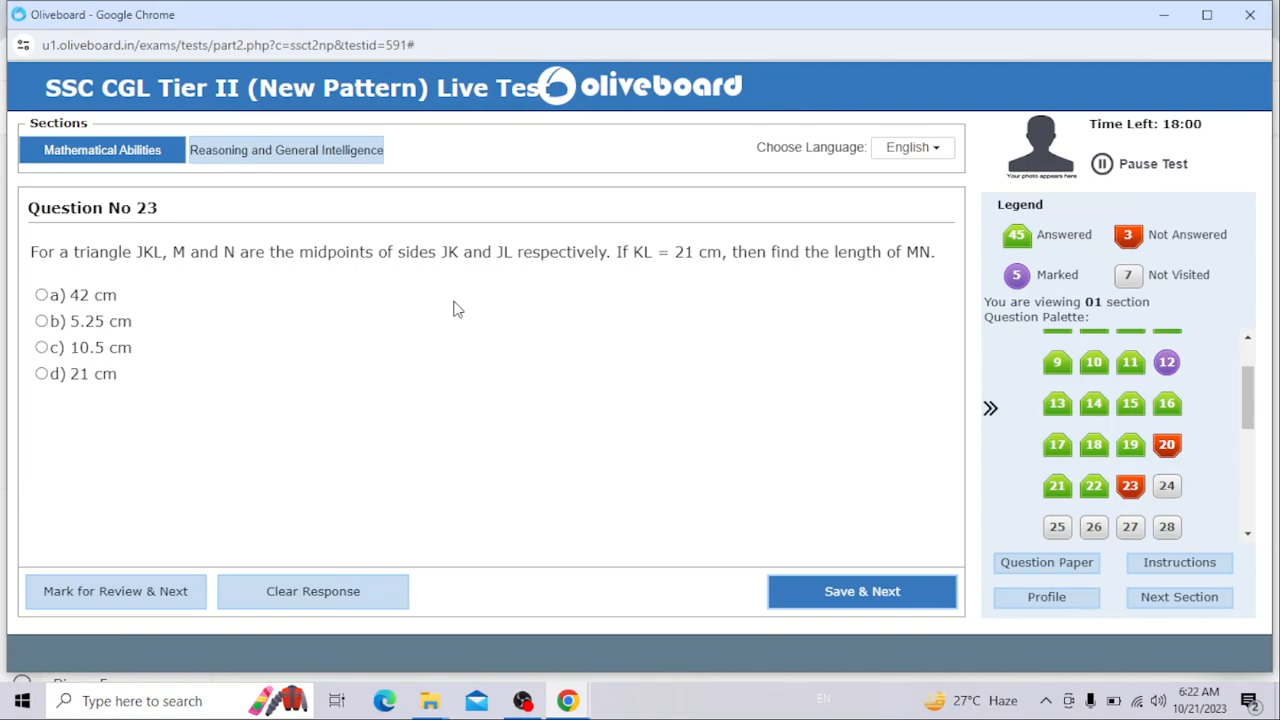 Oliveboard - Google Chrome
u1.oliveboard.in/exams/tests/part2.php?c=ssct2np&testid=591#
SSC CGL Tier II (New Pattern) Live Tes
oliveboard
Sections
Mathematical Abilities
Reasoning and General Intelligence
Choose Language:
English
Your photo appears here
Time Left: 18:00
Pause Test
Question No 23
For a triangle JKL, M and N are the midpoints of sides JK and JL respectively. If KL = 21 cm, then find the length of MN.
a) 42 cm
b) 5.25 cm
c) 10.5 cm
d) 21 cm
Mark for Review & Next
Clear Response
Save & Next
Legend
45 Answered
3 Not Answered
5 Marked
7 Not Visited
You are viewing 01 section
Question Palette:
9 10 11 12
13 14 15 16
17 18 19 20
21 22 23 24
25 26 27 28
Question Paper
Instructions
Profile
Next Section
Type here to search
EN
27°C Haze
6:22 AM
10/21/2023
2